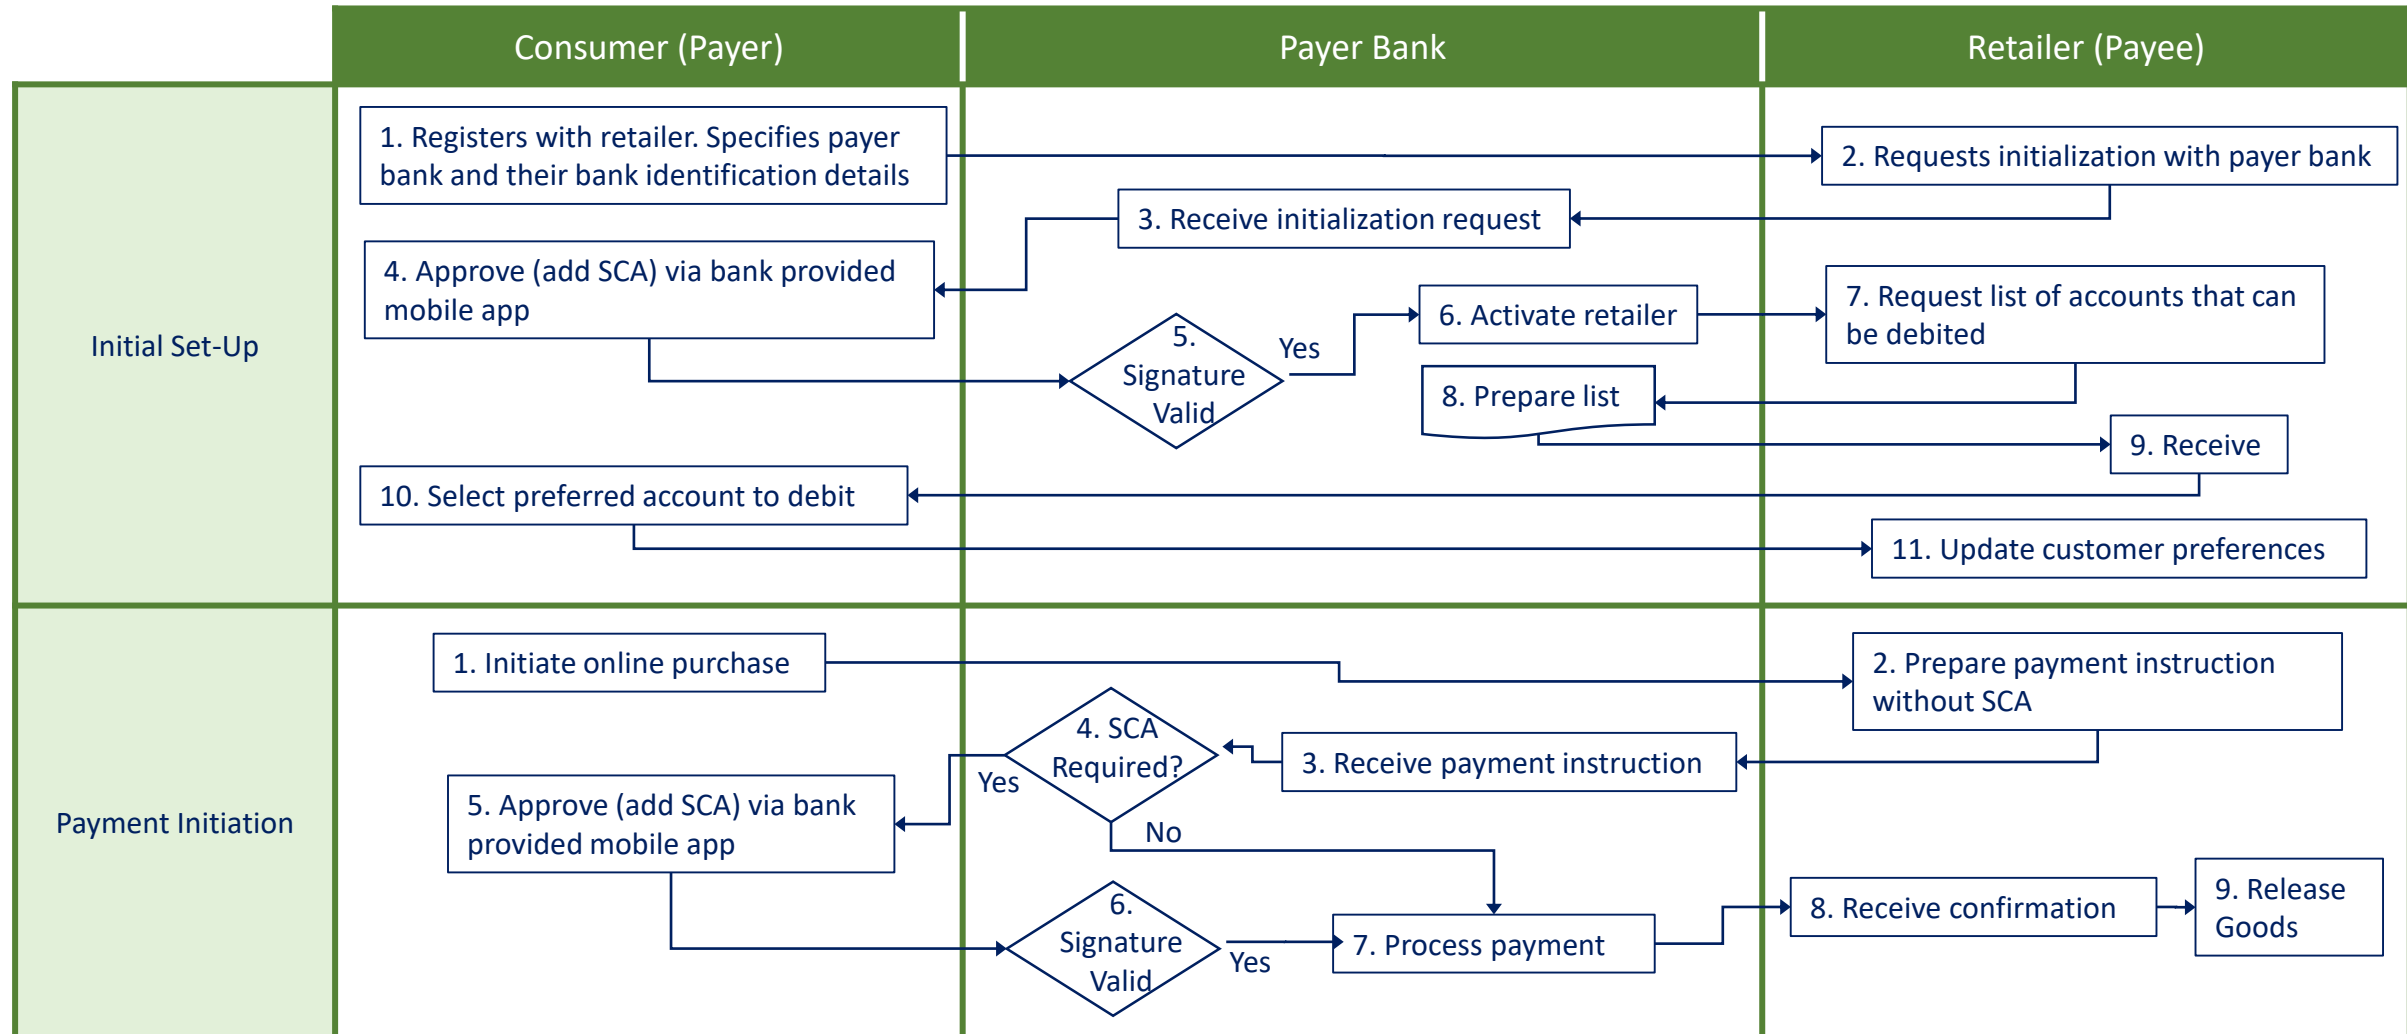 Consumer (Payer)
Payer Bank
Retailer (Payee)
Initial Set-Up
1. Registers with retailer. Specifies payer
bank and their bank identification details
2. Requests initialization with payer bank
3. Receive initialization request
4. Approve (add SCA) via bank provided
mobile app
5.
Signature
Valid
Yes
6. Activate retailer
7. Request list of accounts that can
be debited
8. Prepare list
9. Receive
10. Select preferred account to debit
11. Update customer preferences
Payment Initiation
1. Initiate online purchase
2. Prepare payment instruction
without SCA
3. Receive payment instruction
4. SCA
Required?
Yes
No
5. Approve (add SCA) via bank
provided mobile app
6.
Signature
Valid
Yes
7. Process payment
8. Receive confirmation
9. Release
Goods